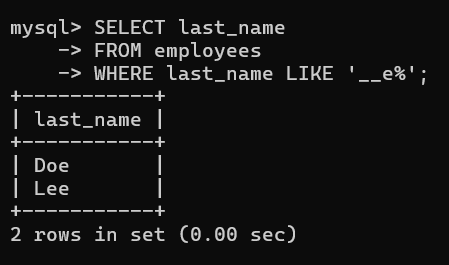 mysql> SELECT last_name
    -> FROM employees
    -> WHERE last_name LIKE '__e%';
+-----------+
| last_name |
+-----------+
| Doe       |
| Lee       |
+-----------+
2 rows in set (0.00 sec)